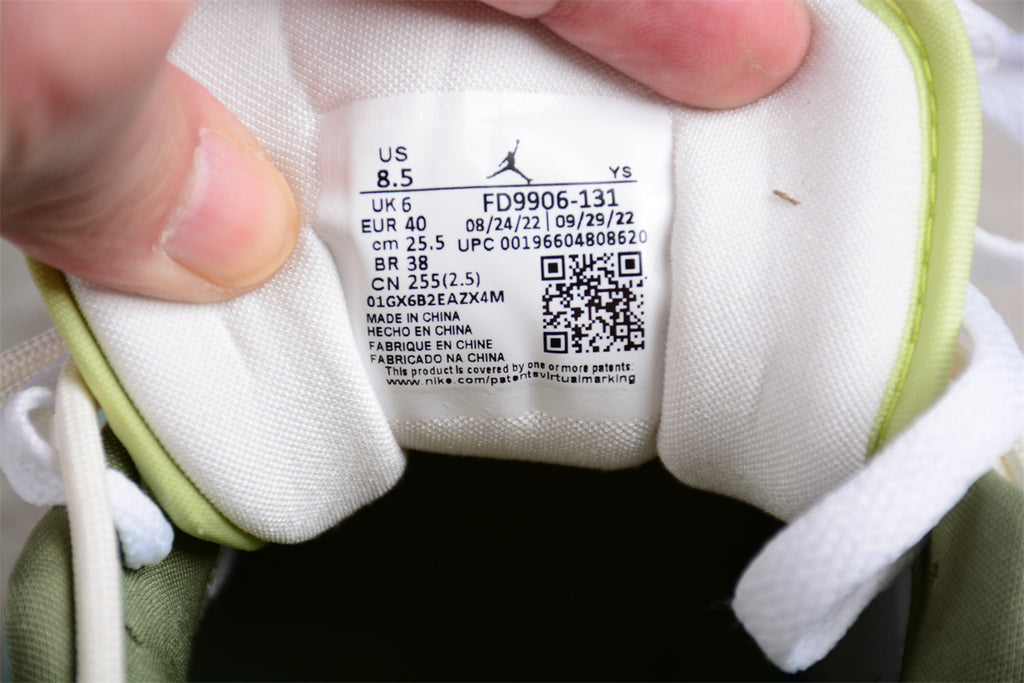 US
8.5
YS
UK 6
FD9906-131
EUR 40
08/24/22 | 09/29/22
cm 25.5
UPC 00196604808620
BR 38
CN 255(2.5)
01GX6B2EAZX4M
MADE IN CHINA
HECHO EN CHINA
FABRIQUE EN CHINE
FABRICADO NA CHINA
This product is covered by one or more patents:
www.nike.com/patentsvirtualmarking